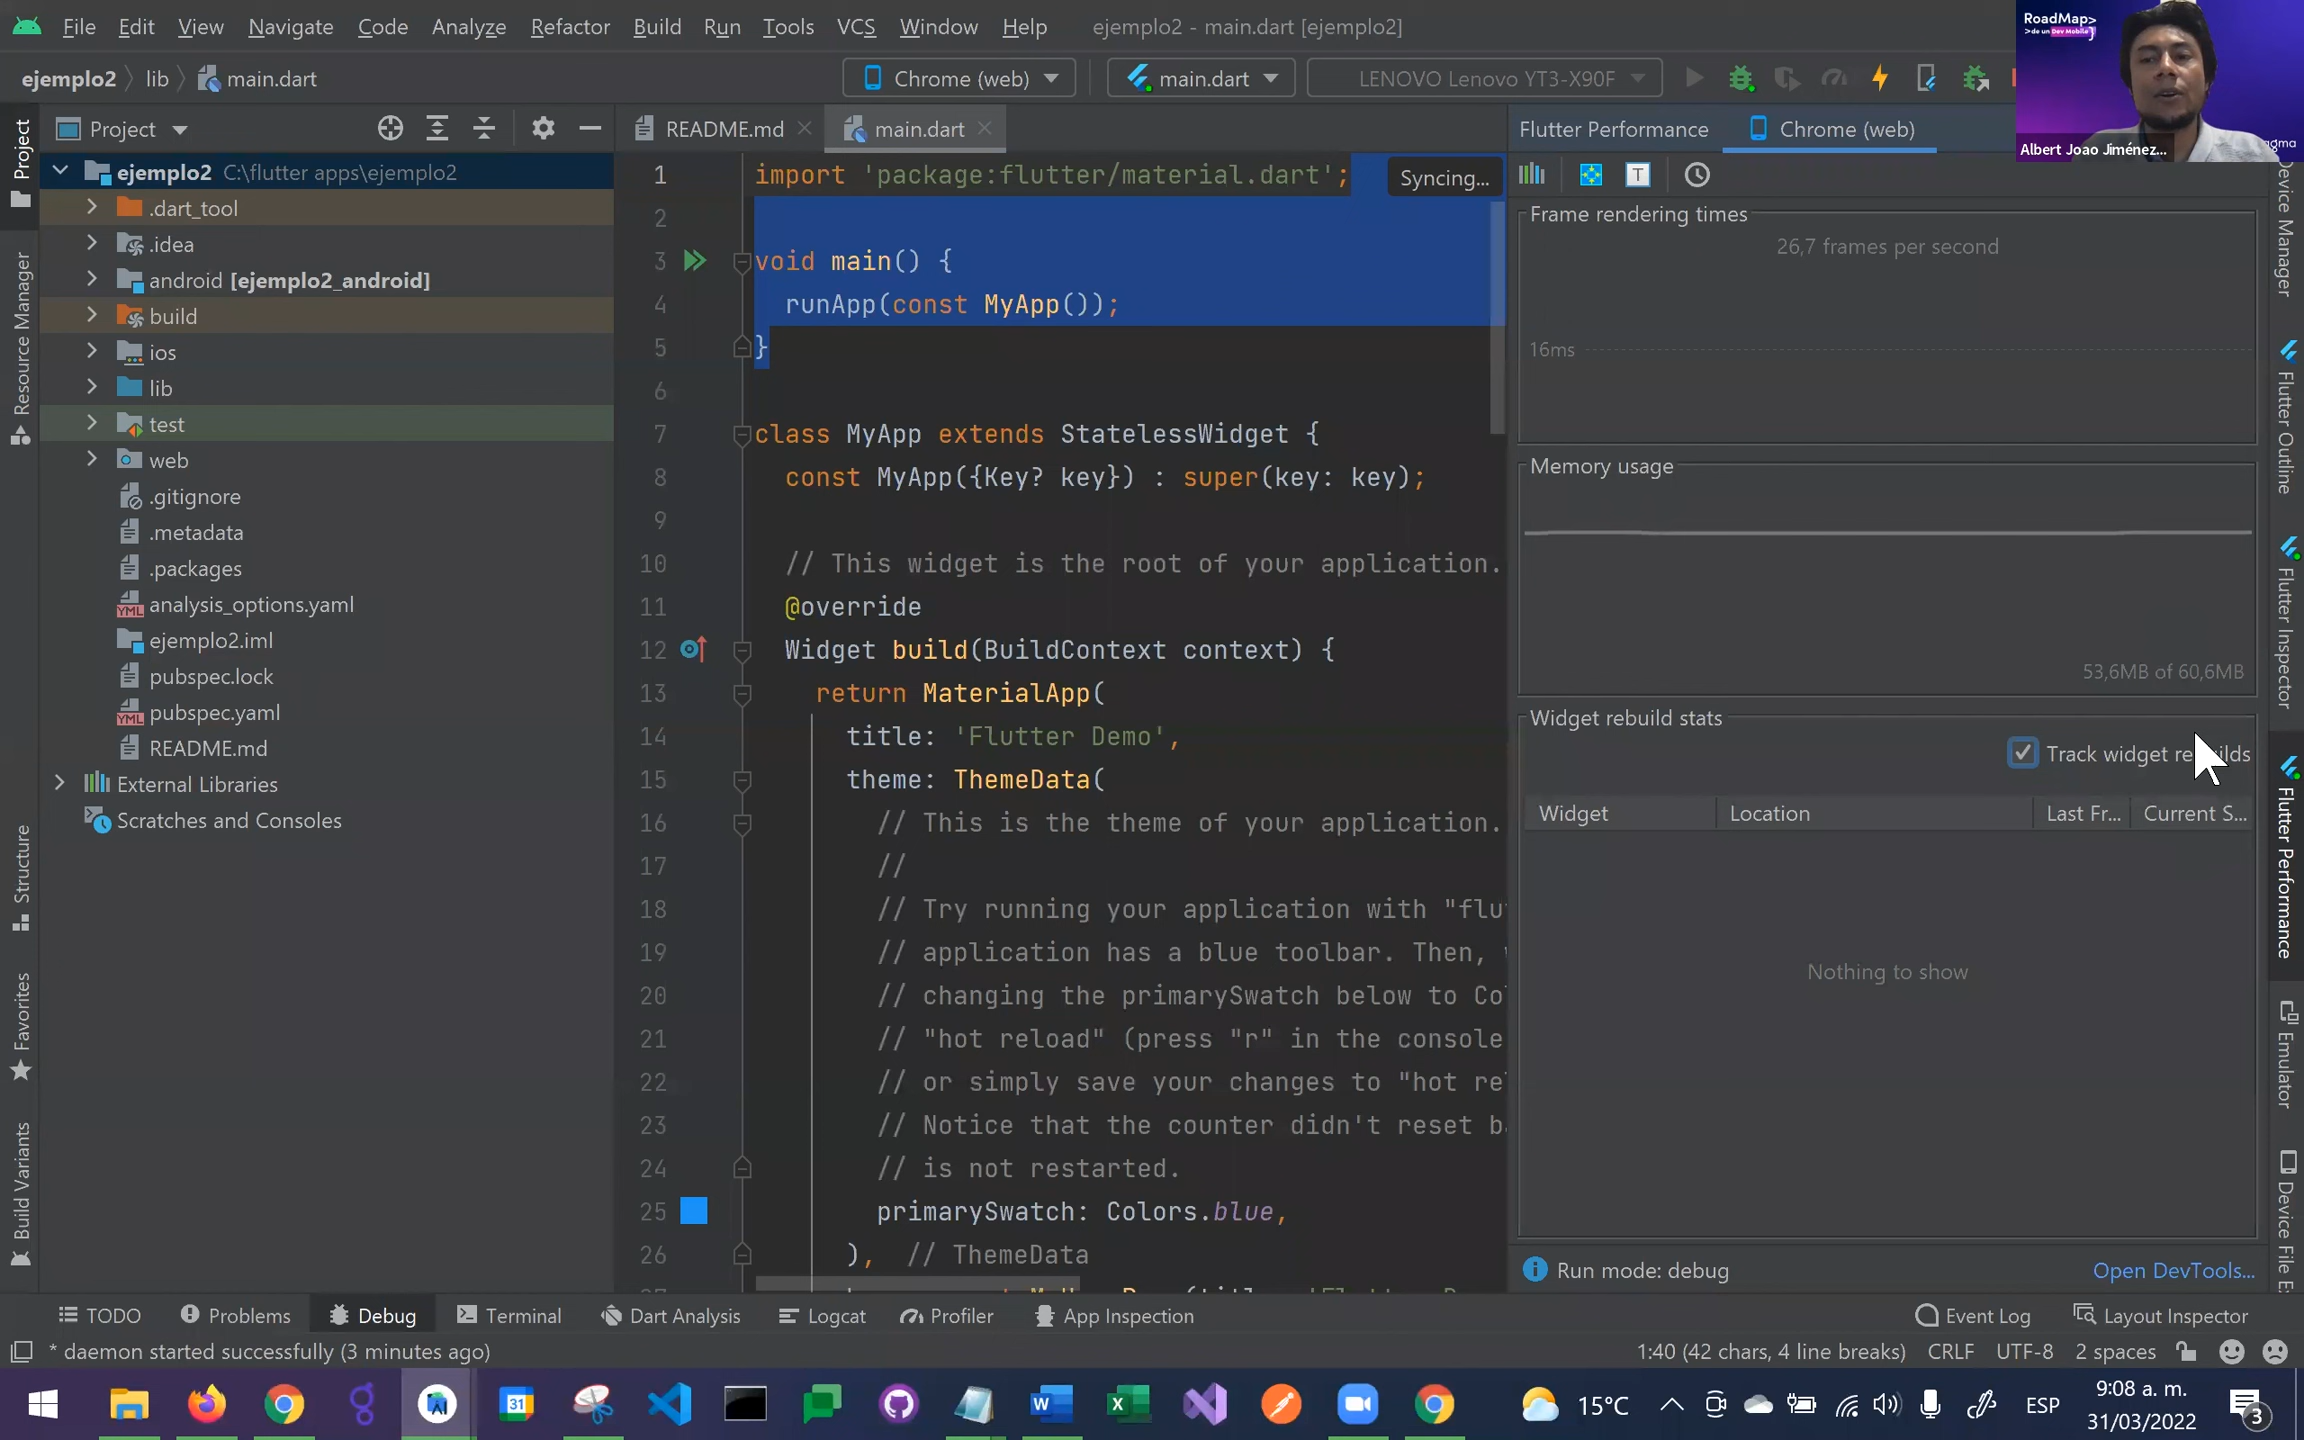 File Edit View Navigate Code Analyze Refactor Build Run Tools VCS Window Help ejemplo2 - main.dart [ejemplo2]
RoadMap>
>de un Dev Mobile}
Albert Joao Jiménez...
ejemplo2 lib main.dart
Chrome (web) main.dart LENOVO Lenovo YT3-X90F
Project
README.md main.dart
Flutter Performance Chrome (web)
Project
Resource Manager
Structure
Favorites
Build Variants
ejemplo2 C:\flutter apps\ejemplo2
.dart_tool
.idea
android [ejemplo2_android]
build
ios
lib
test
web
.gitignore
.metadata
.packages
analysis_options.yaml
ejemplo2.iml
pubspec.lock
pubspec.yaml
README.md
External Libraries
Scratches and Consoles
Syncing...
1 import 'package:flutter/material.dart';
2
3 void main() {
4 runApp(const MyApp());
5 }
6
7 class MyApp extends StatelessWidget {
8 const MyApp({Key? key}) : super(key: key);
9
10 // This widget is the root of your application.
11 @override
12 Widget build(BuildContext context) {
13 return MaterialApp(
14 title: 'Flutter Demo',
15 theme: ThemeData(
16 // This is the theme of your application.
17 //
18 // Try running your application with "flu
19 // application has a blue toolbar. Then,
20 // changing the primarySwatch below to Co
21 // "hot reload" (press "r" in the console
22 // or simply save your changes to "hot re
23 // Notice that the counter didn't reset b
24 // is not restarted.
25 primarySwatch: Colors.blue,
26 ), // ThemeData
Frame rendering times
26,7 frames per second
16ms
Memory usage
53,6MB of 60,6MB
Widget rebuild stats
Track widget re
Widget Location Last Fr... Current S...
Nothing to show
Run mode: debug Open DevTools...
Device Manager
Flutter Outline
Flutter Inspector
Flutter Performance
Emulator
Device File E
TODO Problems Debug Terminal Dart Analysis Logcat Profiler App Inspection Event Log Layout Inspector
* daemon started successfully (3 minutes ago) 1:40 (42 chars, 4 line breaks) CRLF UTF-8 2 spaces
15°C ESP
9:08 a. m.
31/03/2022
3